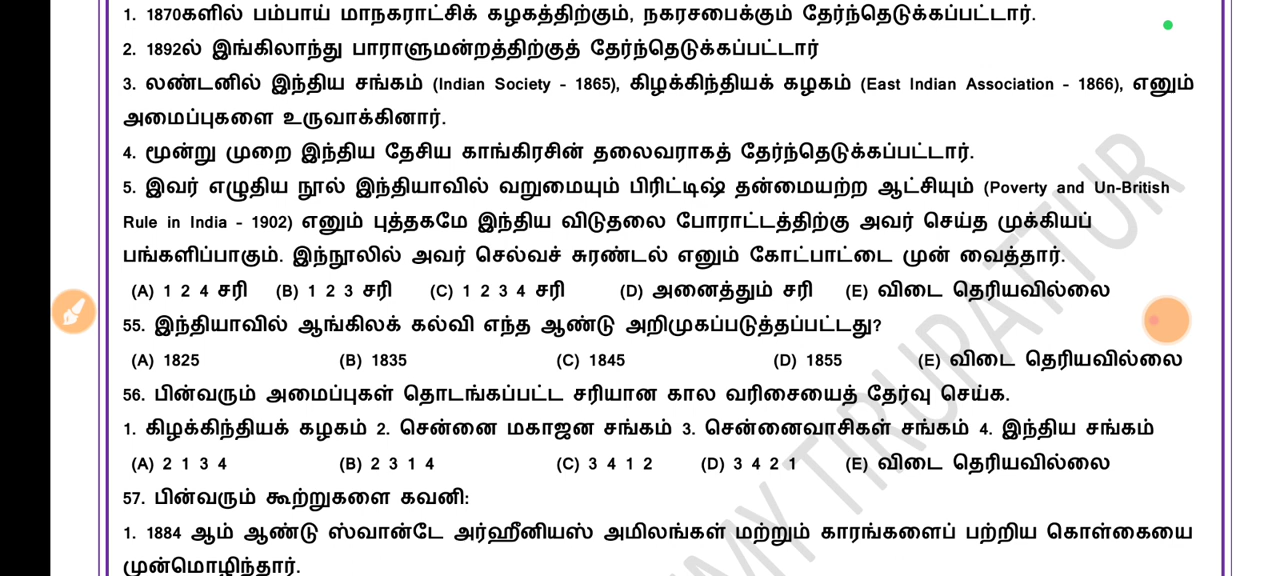 1. 1870களில் பம்பாய் மாநகராட்சிக் கழகத்திற்கும், நகரசபைக்கும் தேர்ந்தெடுக்கப்பட்டார்.
2. 1892ல் இங்கிலாந்து பாராளுமன்றத்திற்குத் தேர்ந்தெடுக்கப்பட்டார்
3. லண்டனில் இந்திய சங்கம் (Indian Society - 1865), கிழக்கிந்தியக் கழகம் (East Indian Association - 1866), எனும்
அமைப்புகளை உருவாக்கினார்.
4. மூன்று முறை இந்திய தேசிய காங்கிரசின் தலைவராகத் தேர்ந்தெடுக்கப்பட்டார்.
5. இவர் எழுதிய நூல் இந்தியாவில் வறுமையும் பிரிட்டிஷ் தன்மையற்ற ஆட்சியும் (Poverty and Un-British
Rule in India - 1902) எனும் புத்தகமே இந்திய விடுதலை போராட்டத்திற்கு அவர் செய்த முக்கியப்
பங்களிப்பாகும். இந்நூலில் அவர் செல்வச் சுரண்டல் எனும் கோட்பாட்டை முன் வைத்தார்.
(A) 1 2 4 சரி (B) 1 2 3 சரி (C) 1 2 3 4 சரி (D) அனைத்தும் சரி (E) விடை தெரியவில்லை
55. இந்தியாவில் ஆங்கிலக் கல்வி எந்த ஆண்டு அறிமுகப்படுத்தப்பட்டது?
(A) 1825 (B) 1835 (C) 1845 (D) 1855 (E) விடை தெரியவில்லை
56. பின்வரும் அமைப்புகள் தொடங்கப்பட்ட சரியான கால வரிசையைத் தேர்வு செய்க.
1. கிழக்கிந்தியக் கழகம் 2. சென்னை மகாஜன சங்கம் 3. சென்னைவாசிகள் சங்கம் 4. இந்திய சங்கம்
(A) 2 1 3 4 (B) 2 3 1 4 (C) 3 4 1 2 (D) 3 4 2 1 (E) விடை தெரியவில்லை
57. பின்வரும் கூற்றுகளை கவனி:
1. 1884 ஆம் ஆண்டு ஸ்வான்டே அர்ஹீனியஸ் அமிலங்கள் மற்றும் காரங்களைப் பற்றிய கொள்கையை
முன்மொழிந்தார்.
MY TIRUPATTUR